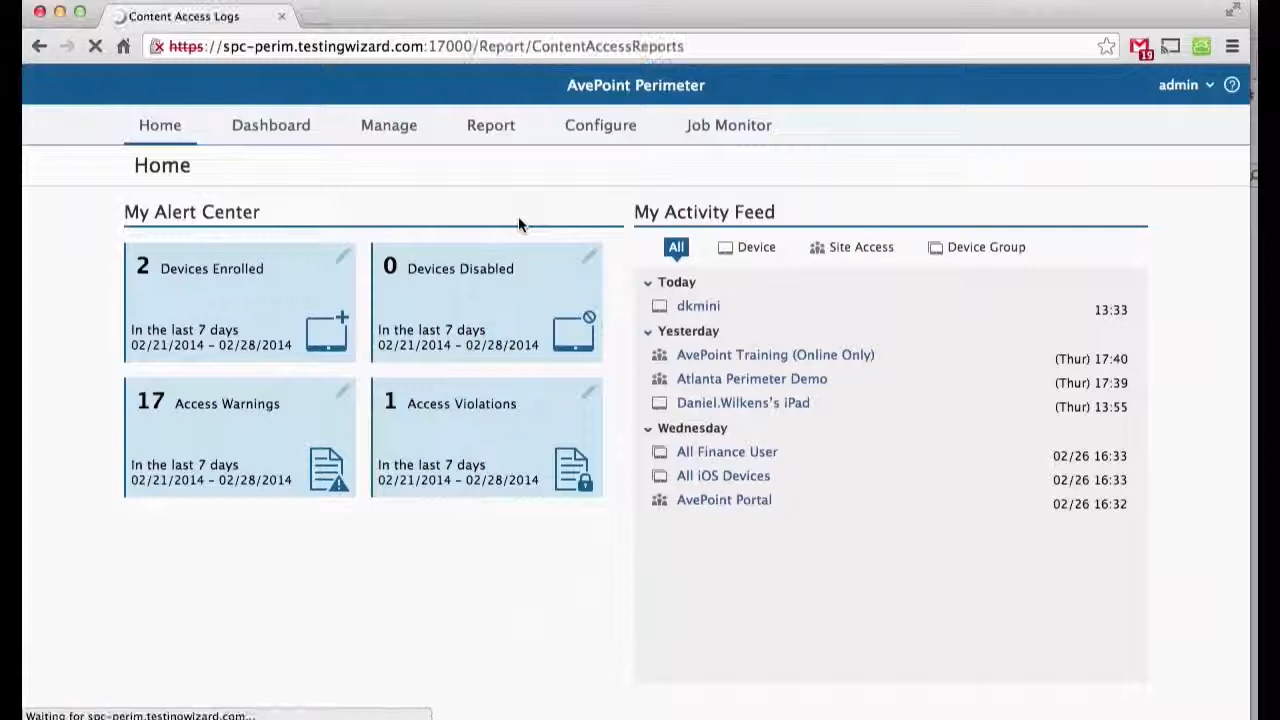 Content Access Logs
https://spc-perim.testingwizard.com:17000/Report/ContentAccessReports
19
AvePoint Perimeter
admin
Home Dashboard Manage Report Configure Job Monitor
Home
My Alert Center
2 Devices Enrolled
In the last 7 days
02/21/2014 - 02/28/2014
0 Devices Disabled
In the last 7 days
02/21/2014 - 02/28/2014
17 Access Warnings
In the last 7 days
02/21/2014 - 02/28/2014
1 Access Violations
In the last 7 days
02/21/2014 - 02/28/2014
My Activity Feed
All Device Site Access Device Group
Today
dkmini 13:33
Yesterday
AvePoint Training (Online Only) (Thur) 17:40
Atlanta Perimeter Demo (Thur) 17:39
Daniel.Wilkens's iPad (Thur) 13:55
Wednesday
All Finance User 02/26 16:33
All iOS Devices 02/26 16:33
AvePoint Portal 02/26 16:32
Waiting for spc-perim.testingwizard.com...